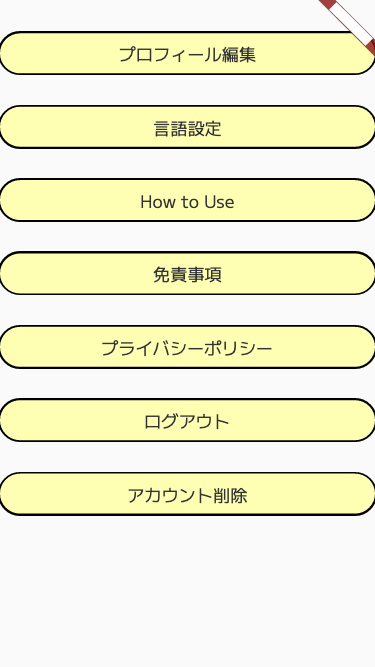 プロフィール編集
言語設定
How to Use
免責事項
プライバシーポリシー
ログアウト
アカウント削除